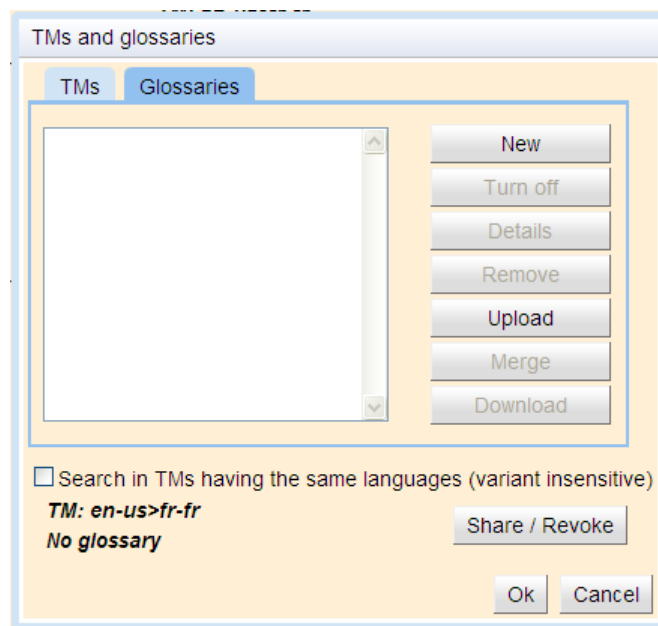 TMs and glossaries
TMs Glossaries
New
Turn off
Details
Remove
Upload
Merge
Download
Search in TMs having the same languages (variant insensitive)
TM: en-us>fr-fr
No glossary
Share / Revoke
Ok Cancel